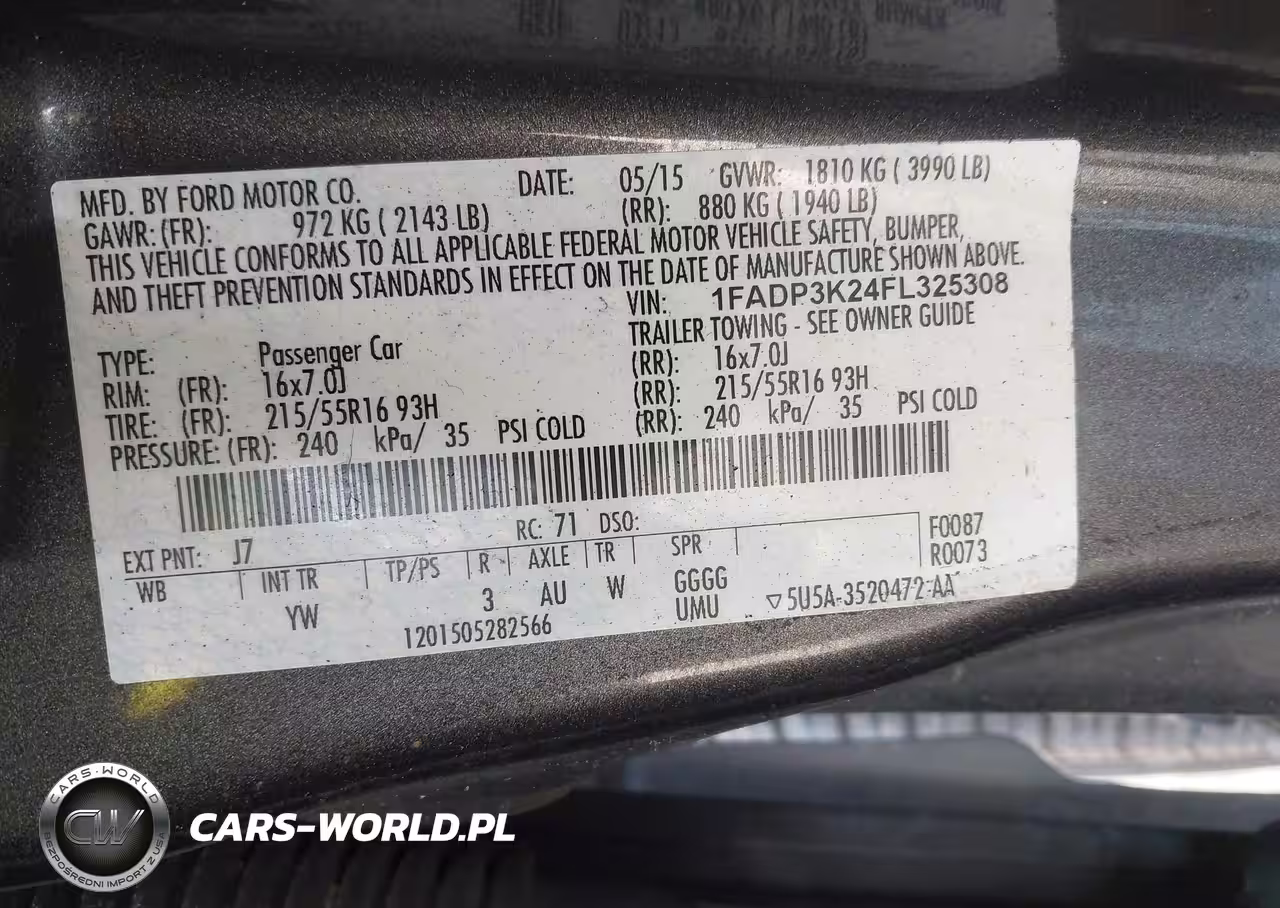 MFD. BY FORD MOTOR CO. DATE: 05/15 GVWR: 1810 KG ( 3990 LB)
GAWR: (FR): 972 KG ( 2143 LB) (RR): 880 KG ( 1940 LB)
THIS VEHICLE CONFORMS TO ALL APPLICABLE FEDERAL MOTOR VEHICLE SAFETY, BUMPER,
AND THEFT PREVENTION STANDARDS IN EFFECT ON THE DATE OF MANUFACTURE SHOWN ABOVE.
VIN: 1FADP3K24FL325308
TYPE: Passenger Car TRAILER TOWING - SEE OWNER GUIDE
RIM: (FR): 16x7.0J (RR): 16x7.0J
TIRE: (FR): 215/55R16 93H (RR): 215/55R16 93H
PRESSURE: (FR): 240 kPa/ 35 PSI COLD (RR): 240 kPa/ 35 PSI COLD
EXT PNT: J7 RC: 71 DSO: F0087
WB INT TR TP/PS R AXLE TR SPR R0073
YW 3 AU W GGGG
1201505282566 UMU ▽5U5A-3520472-AA
CARS-WORLD
CW
BEZPOŚREDNI IMPORT Z USA
CARS-WORLD.PL